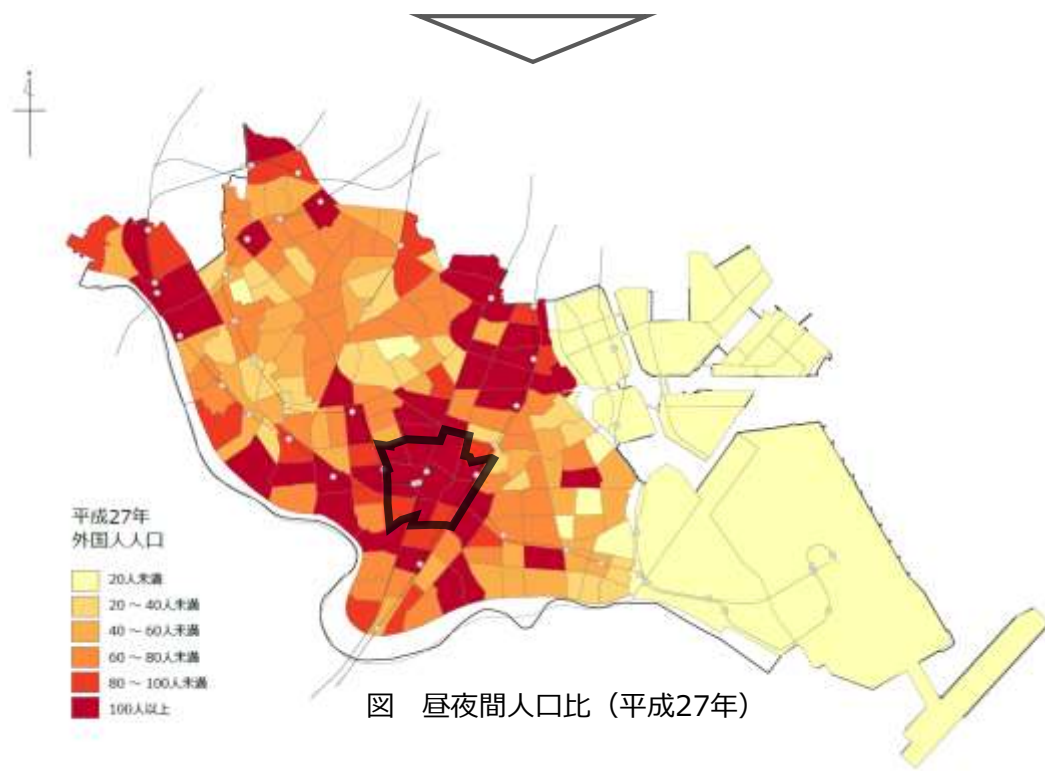 平成27年
外国人人口
20人未満
20 ～ 40人未満
40 ～ 60人未満
60 ～ 80人未満
80 ～ 100人未満
100人以上
図　昼夜間人口比（平成27年）